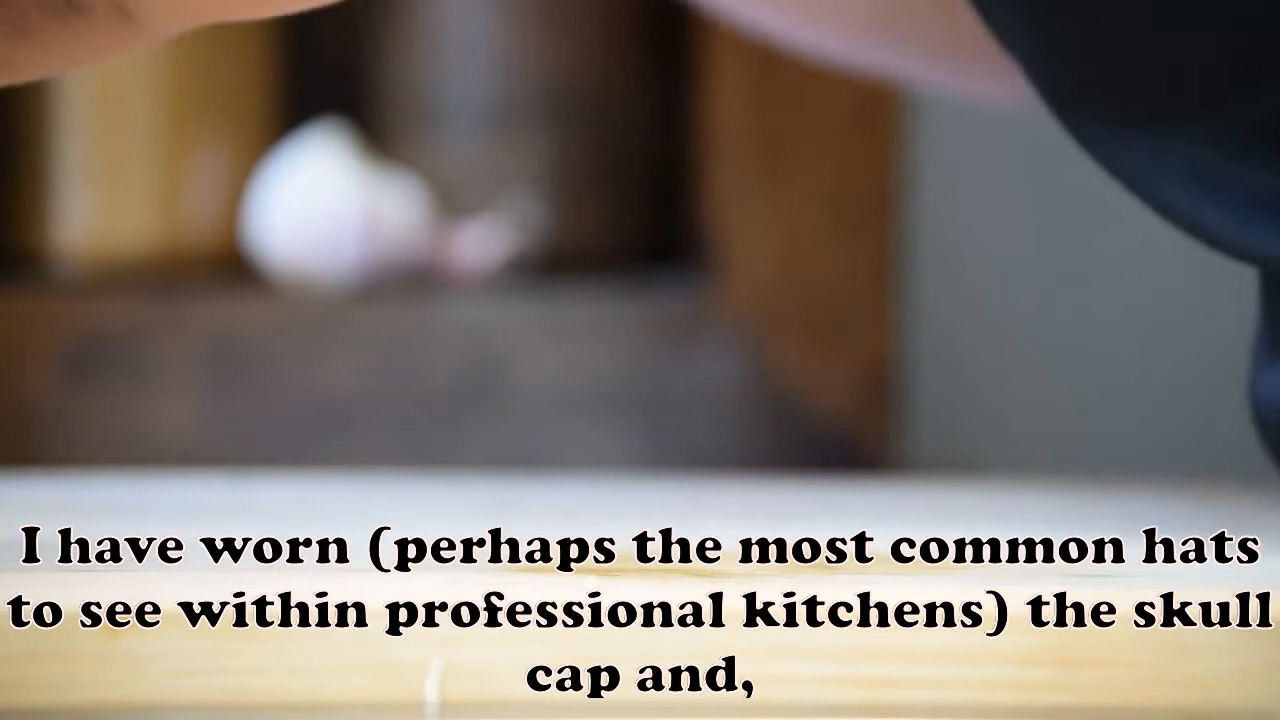 I have worn (perhaps the most common hats
to see within professional kitchens) the skull
cap and,